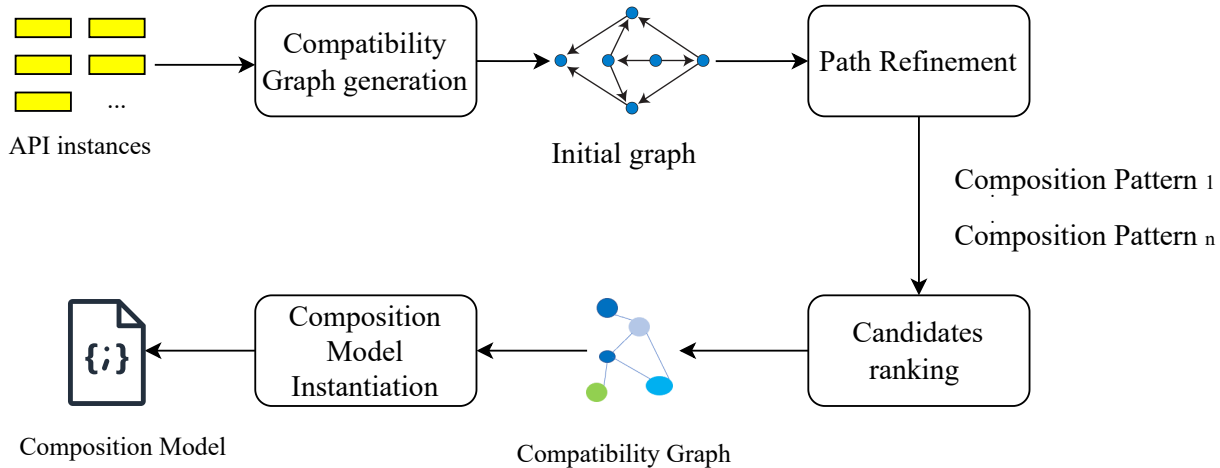 Compatibility
Graph generation
Path Refinement
...
API instances
Initial graph
Composition Pattern 1
Composition Pattern n
Composition
Model
Instantiation
Candidates
ranking
{;}
Composition Model
Compatibility Graph